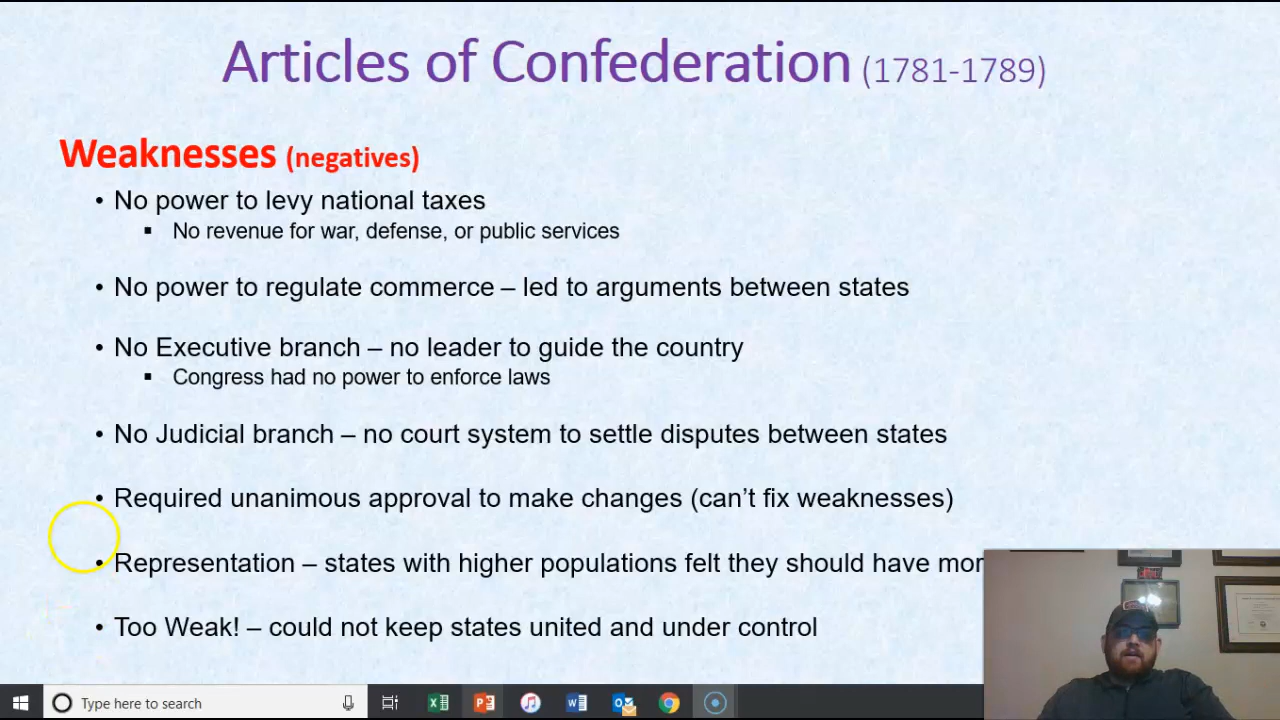 Articles of Confederation (1781-1789)
Weaknesses (negatives)
• No power to levy national taxes
▪ No revenue for war, defense, or public services
• No power to regulate commerce – led to arguments between states
• No Executive branch – no leader to guide the country
▪ Congress had no power to enforce laws
• No Judicial branch – no court system to settle disputes between states
• Required unanimous approval to make changes (can't fix weaknesses)
• Representation – states with higher populations felt they should have mor
• Too Weak! – could not keep states united and under control
Type here to search